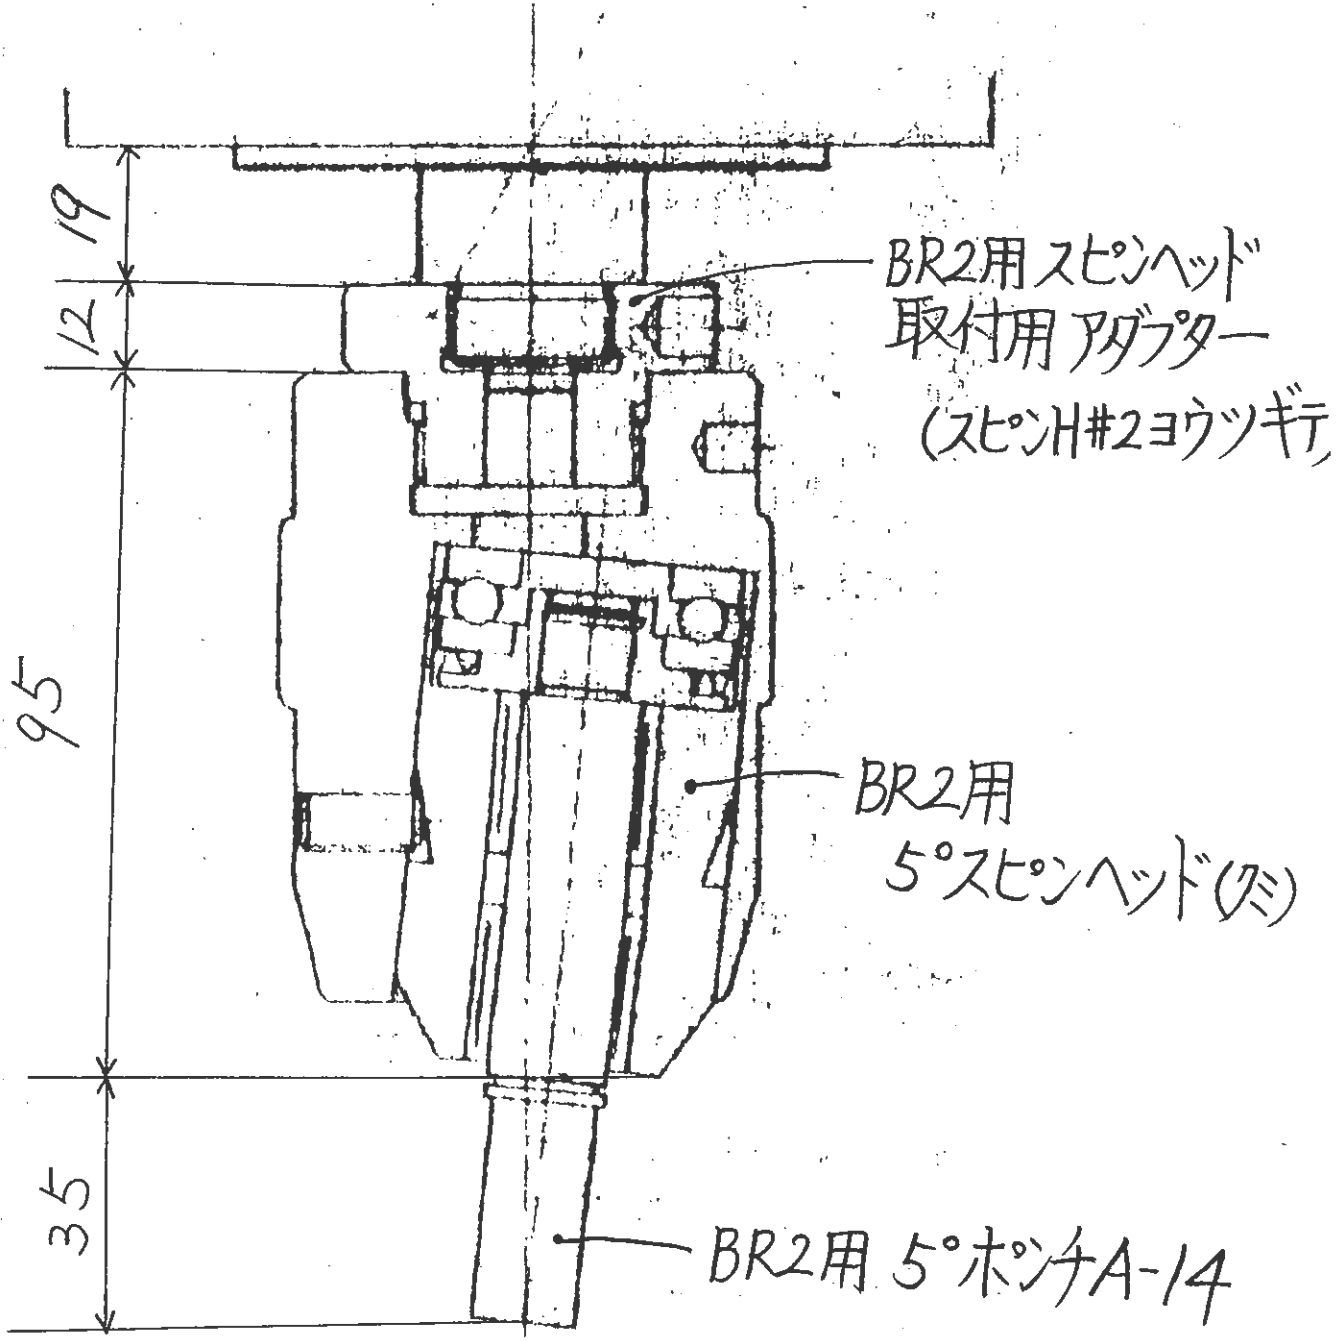 19
12
95
35
BR2用 スピンヘッド
取付用 アダプター
(スピンH#2ヨウツギテ)
BR2用
5°スピンヘッド(クミ)
BR2用 5°ポンチA-14